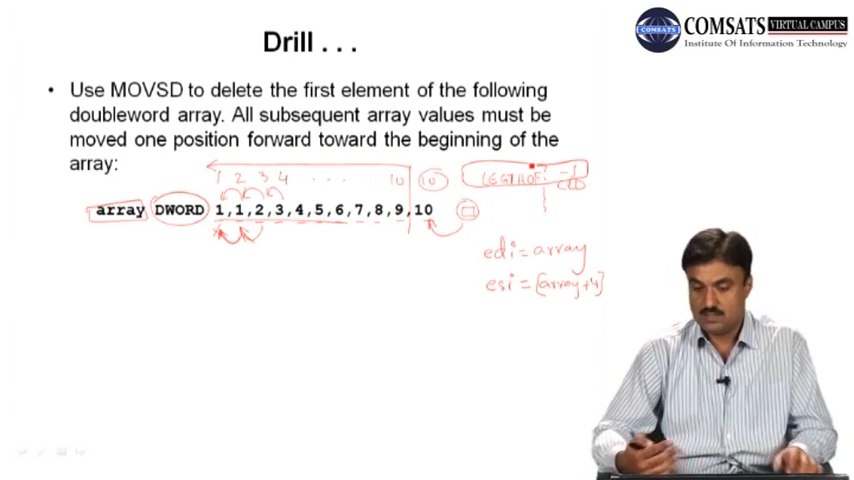 COMSATS VIRTUAL CAMPUS
COMSATS
Institute Of Information Technology
Drill . . .
• Use MOVSD to delete the first element of the following
doubleword array. All subsequent array values must be
moved one position forward toward the beginning of the
array:
1 2 3 4 . . . . . . . 10 10
-1
array DWORD 1,1,2,3,4,5,6,7,8,9,10
edi = array
esi = [array+4]